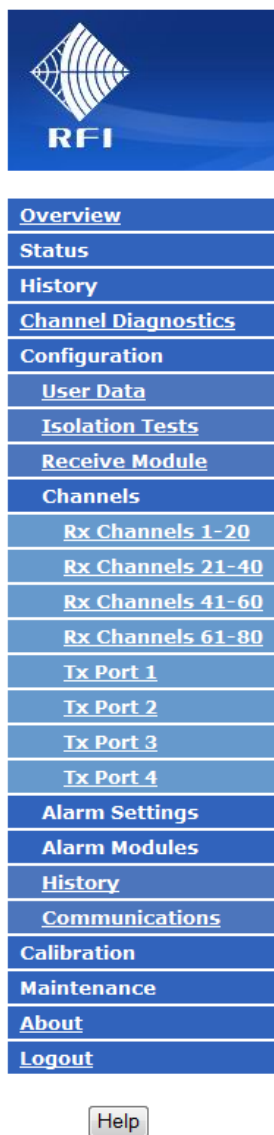 RFI
Overview
Status
History
Channel Diagnostics
Configuration
User Data
Isolation Tests
Receive Module
Channels
Rx Channels 1-20
Rx Channels 21-40
Rx Channels 41-60
Rx Channels 61-80
Tx Port 1
Tx Port 2
Tx Port 3
Tx Port 4
Alarm Settings
Alarm Modules
History
Communications
Calibration
Maintenance
About
Logout
Help